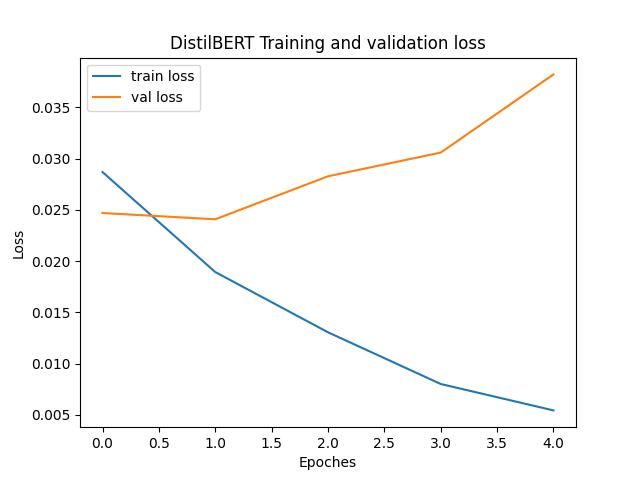 DistilBERT Training and validation loss
train loss
val loss
0.035
0.030
0.025
0.020
0.015
0.010
0.005
Loss
0.0 0.5 1.0 1.5 2.0 2.5 3.0 3.5 4.0
Epoches